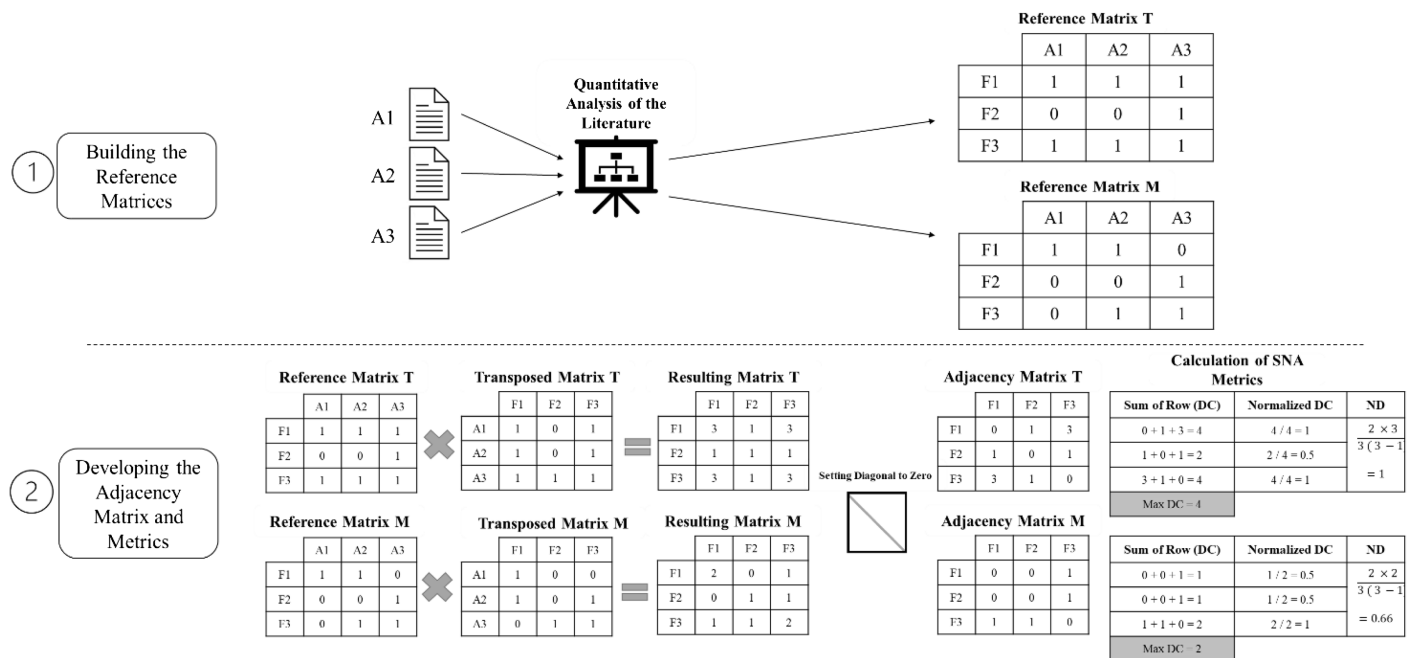 Reference Matrix T
A1 A2 A3
F1 1 1 1
F2 0 0 1
F3 1 1 1
Quantitative
Analysis of the
Literature
A1
A2
A3
1
Building the
Reference
Matrices
Reference Matrix M
A1 A2 A3
F1 1 1 0
F2 0 0 1
F3 0 1 1
2
Developing the
Adjacency
Matrix and
Metrics
Reference Matrix T
A1 A2 A3
F1 1 1 1
F2 0 0 1
F3 1 1 1
Transposed Matrix T
F1 F2 F3
A1 1 0 1
A2 1 0 1
A3 1 1 1
Resulting Matrix T
F1 F2 F3
F1 3 1 3
F2 1 1 1
F3 3 1 3
Setting Diagonal to Zero
Adjacency Matrix T
F1 F2 F3
F1 0 1 3
F2 1 0 1
F3 3 1 0
Calculation of SNA
Metrics
Sum of Row (DC) Normalized DC ND
0 + 1 + 3 = 4 4 / 4 = 1
1 + 0 + 1 = 2 2 / 4 = 0.5
3 + 1 + 0 = 4 4 / 4 = 1
Max DC = 4
2 × 3
3 ( 3 − 1
= 1
Reference Matrix M
A1 A2 A3
F1 1 1 0
F2 0 0 1
F3 0 1 1
Transposed Matrix M
F1 F2 F3
A1 1 0 0
A2 1 0 1
A3 0 1 1
Resulting Matrix M
F1 F2 F3
F1 2 0 1
F2 0 1 1
F3 1 1 2
Adjacency Matrix M
F1 F2 F3
F1 0 0 1
F2 0 0 1
F3 1 1 0
Sum of Row (DC) Normalized DC ND
0 + 0 + 1 = 1 1 / 2 = 0.5
0 + 0 + 1 = 1 1 / 2 = 0.5
1 + 1 + 0 = 2 2 / 2 = 1
Max DC = 2
2 × 2
3 ( 3 − 1
= 0.66